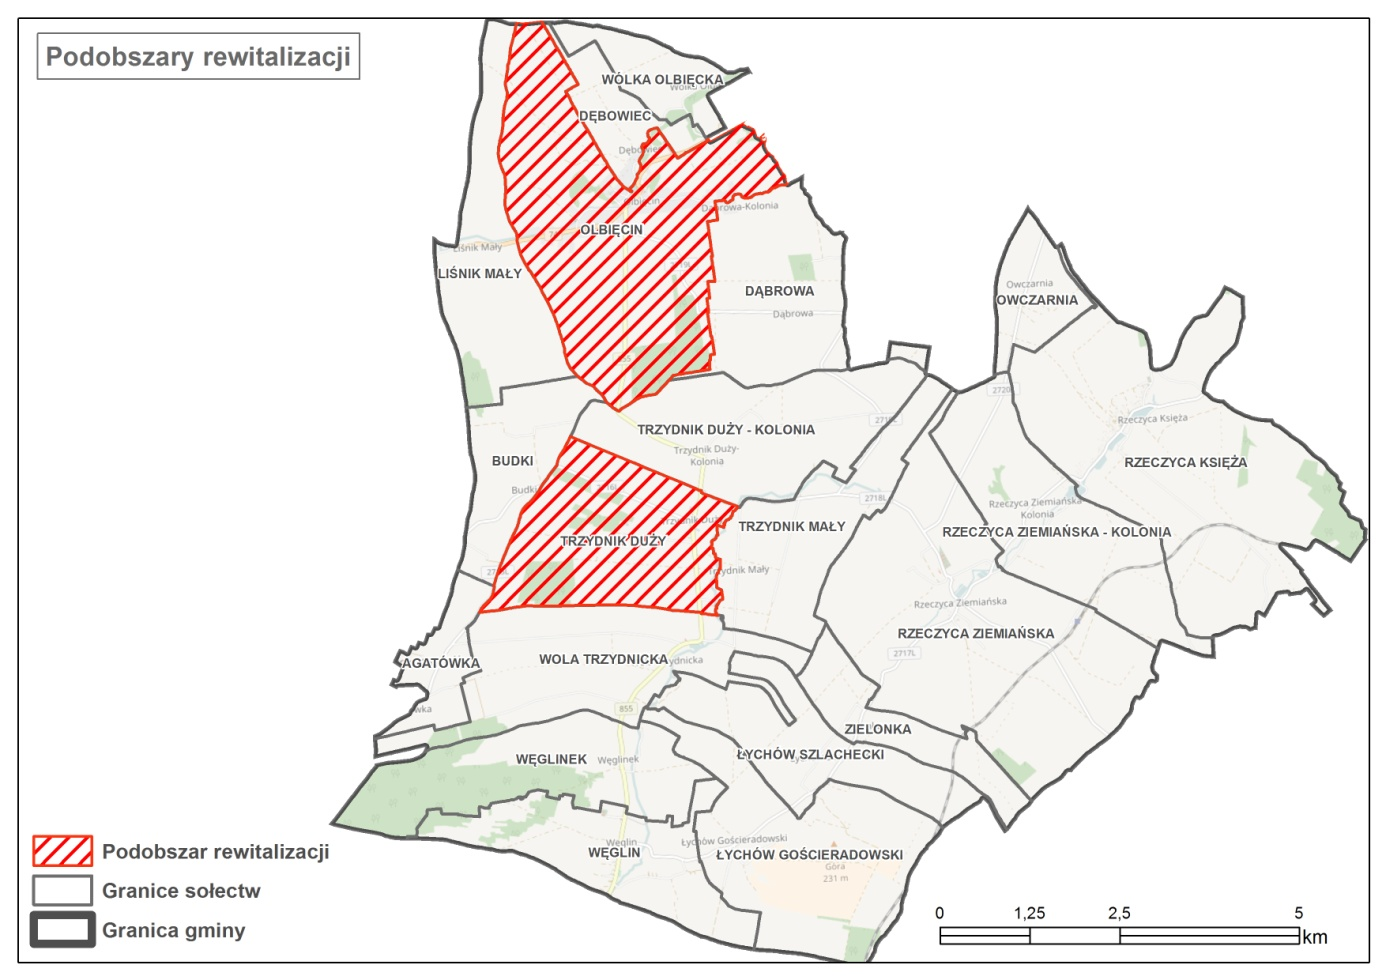 Podobszary rewitalizacji
WÓLKA OLBIĘCKA
DĘBOWIEC
OLBIĘCIN
Dąbrowa-Kolonia
Liśnik Mały
LIŚNIK MAŁY
DĄBROWA
Dąbrowa
Owczarnia
OWCZARNIA
2720L
Rzeczyca Księża
RZECZYCA KSIĘŻA
TRZYDNIK DUŻY - KOLONIA
Trzydnik Duży-
Kolonia
BUDKI
Budki
2718L
Rzeczyca Ziemiańska
Kolonia
TRZYDNIK MAŁY
RZECZYCA ZIEMIAŃSKA - KOLONIA
TRZYDNIK DUŻY
Trzydnik Mały
Rzeczyca Ziemiańska
RZECZYCA ZIEMIAŃSKA
2717L
AGATÓWKA
WOLA TRZYDNICKA
855
ZIELONKA
ŁYCHÓW SZLACHECKI
WĘGLINEK
Węglinek
Węglin
WĘGLIN
Łychów Gościeradowski
ŁYCHÓW GOŚCIERADOWSKI
Góra
231 m
Podobszar rewitalizacji
Granice sołectw
Granica gminy
0 1,25 2,5 5
km